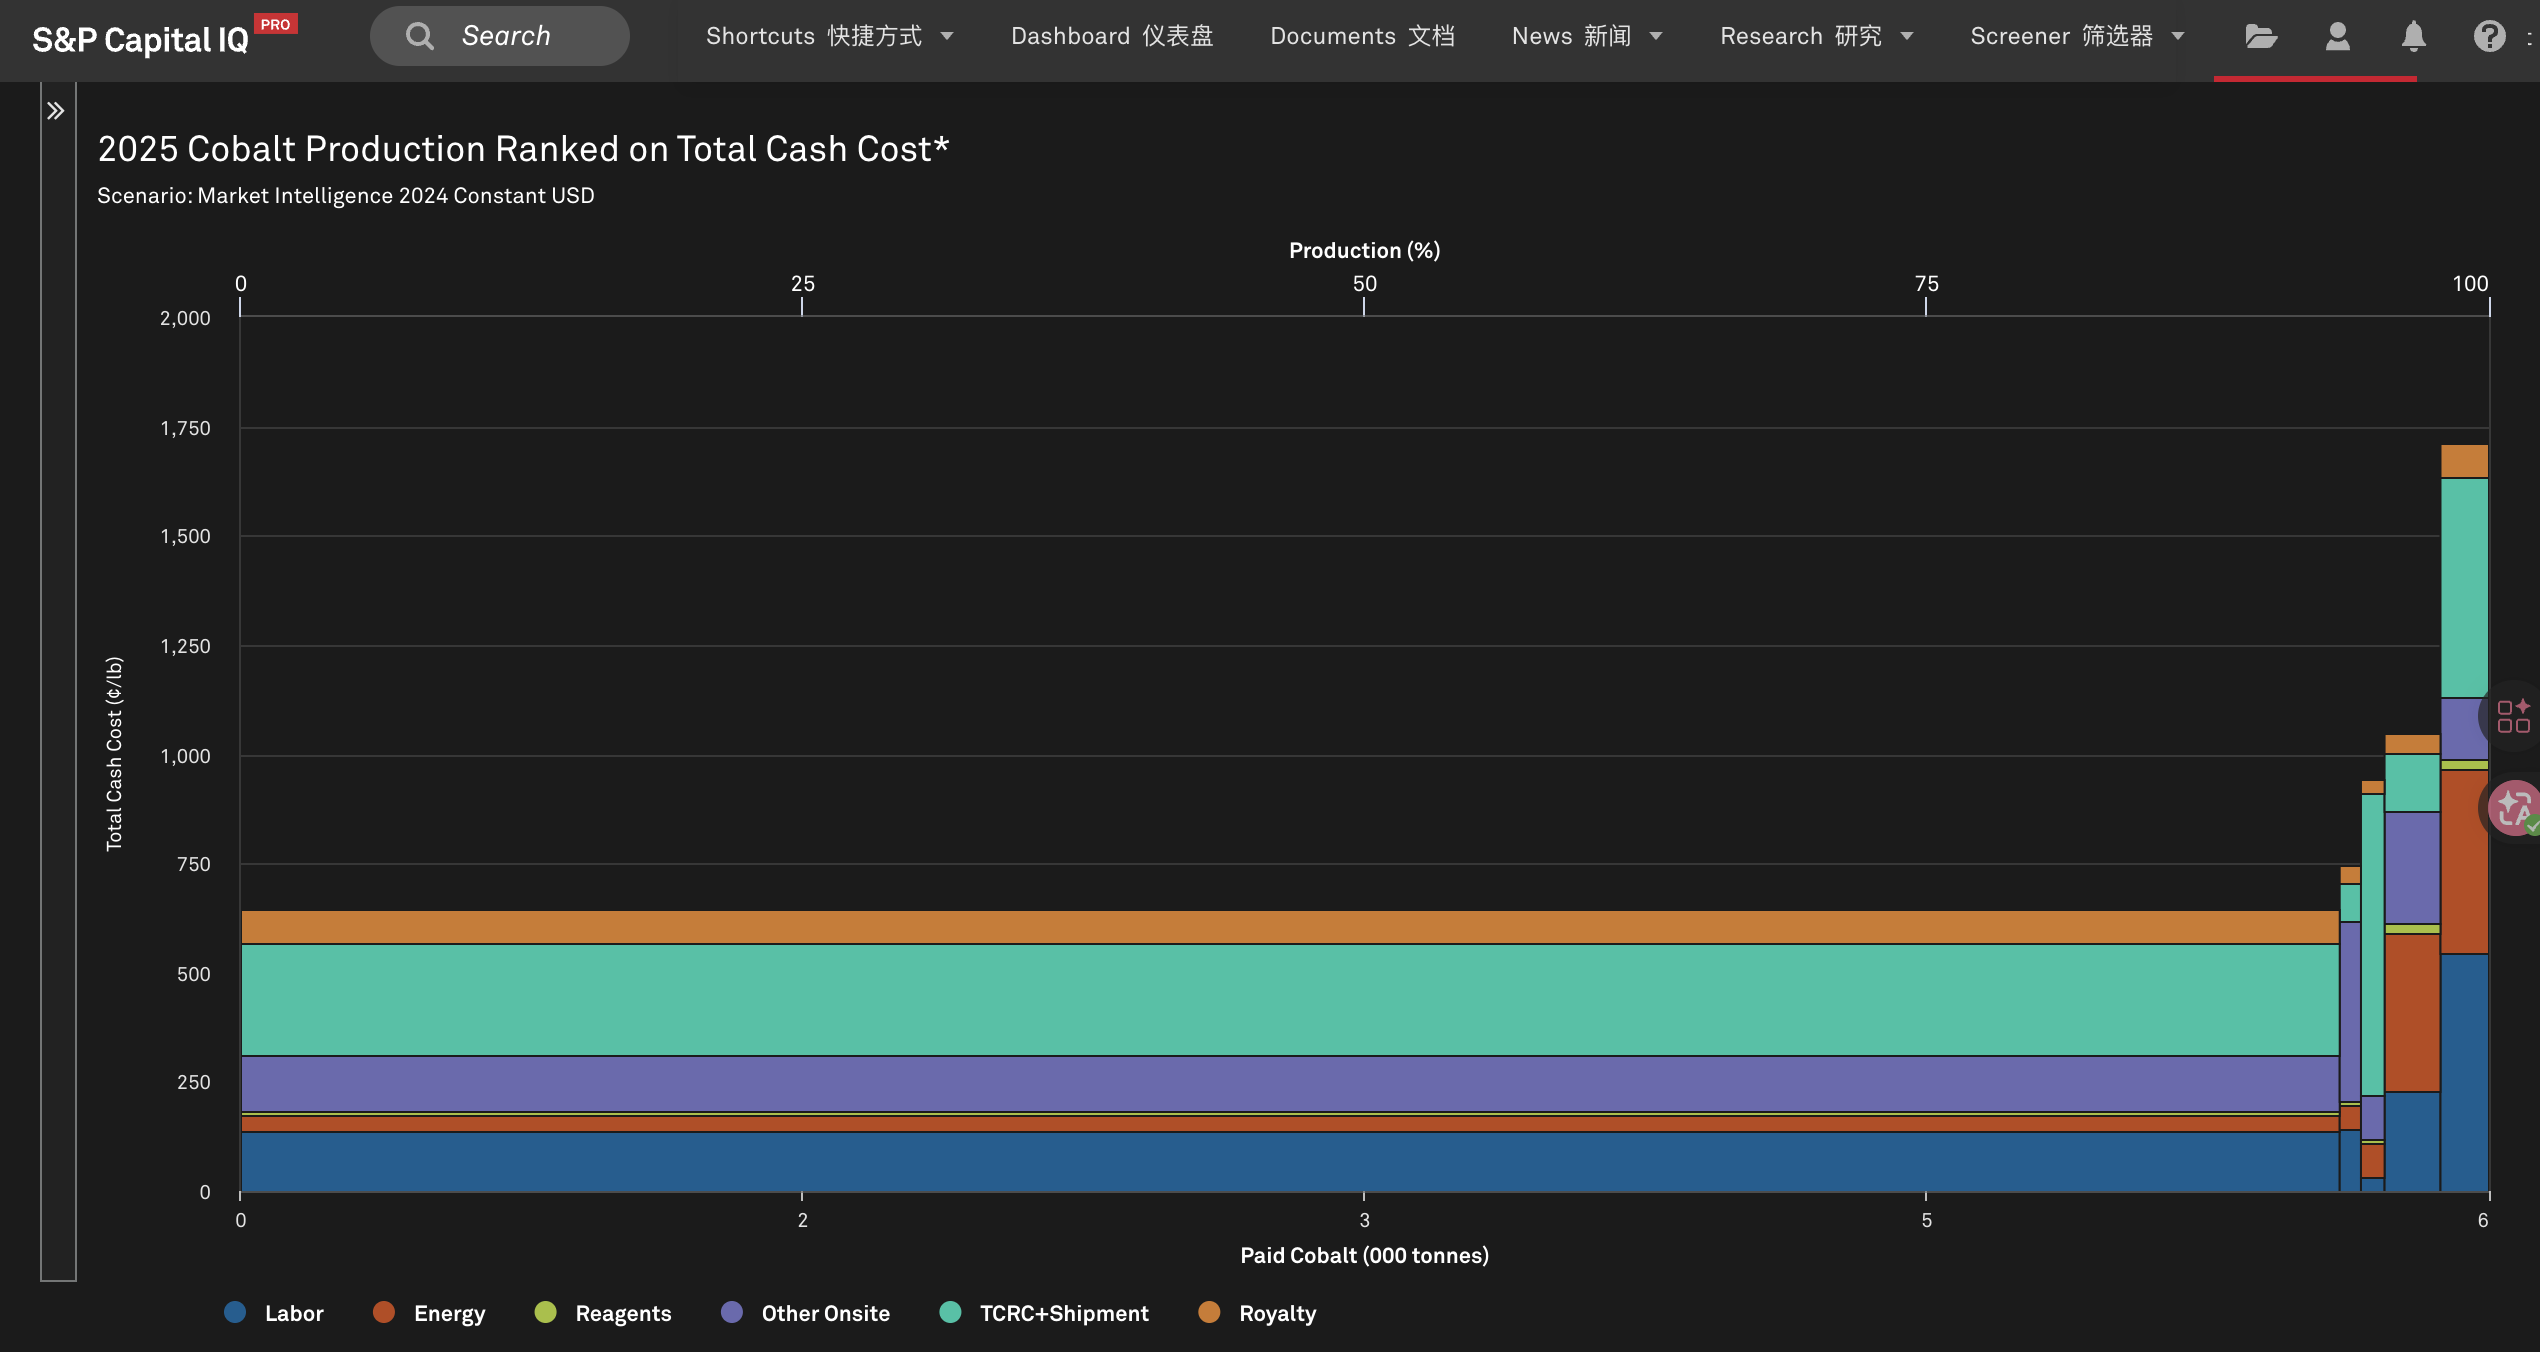 S&P Capital IQ PRO
Search
Shortcuts 快捷方式
Dashboard 仪表盘
Documents 文档
News 新闻
Research 研究
Screener 筛选器
2025 Cobalt Production Ranked on Total Cash Cost*
Scenario: Market Intelligence 2024 Constant USD
Production (%)
0 25 50 75 100
2,000
1,750
1,500
1,250
1,000
750
500
250
0
Total Cash Cost (¢/lb)
0 2 3 5 6
Paid Cobalt (000 tonnes)
Labor
Energy
Reagents
Other Onsite
TCRC+Shipment
Royalty